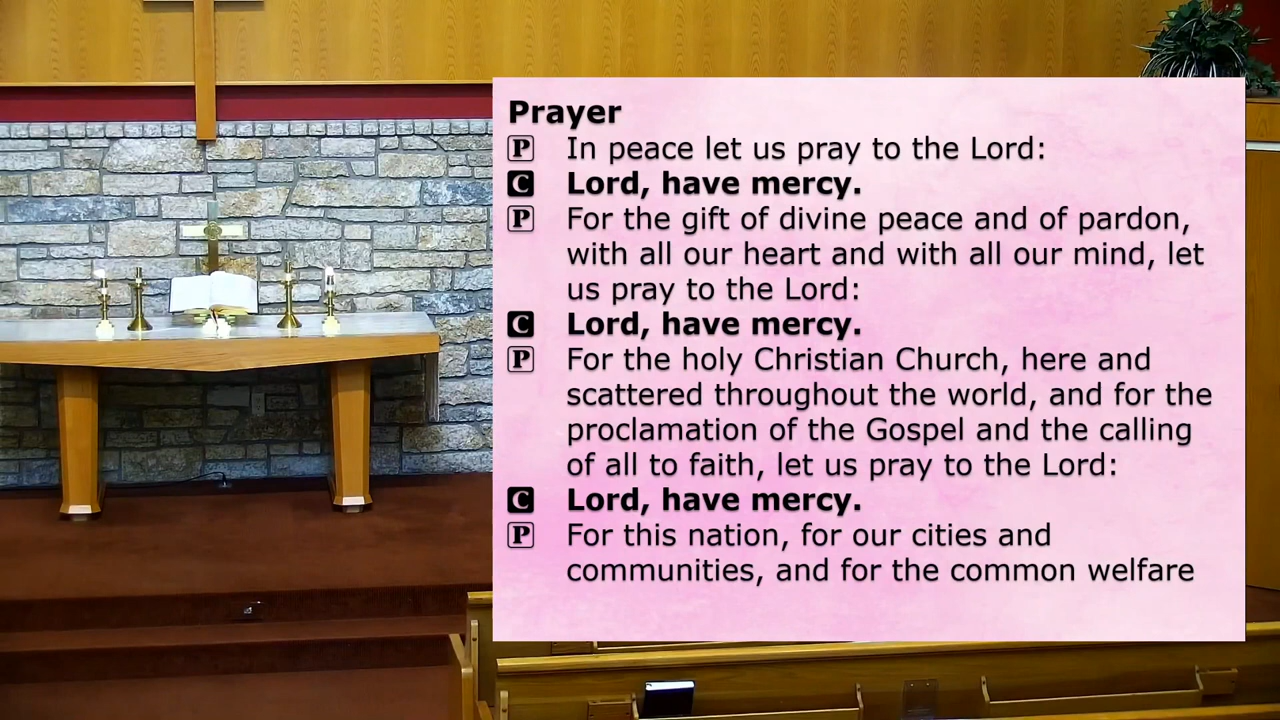 Prayer
P In peace let us pray to the Lord:
C Lord, have mercy.
P For the gift of divine peace and of pardon,
with all our heart and with all our mind, let
us pray to the Lord:
C Lord, have mercy.
P For the holy Christian Church, here and
scattered throughout the world, and for the
proclamation of the Gospel and the calling
of all to faith, let us pray to the Lord:
C Lord, have mercy.
P For this nation, for our cities and
communities, and for the common welfare